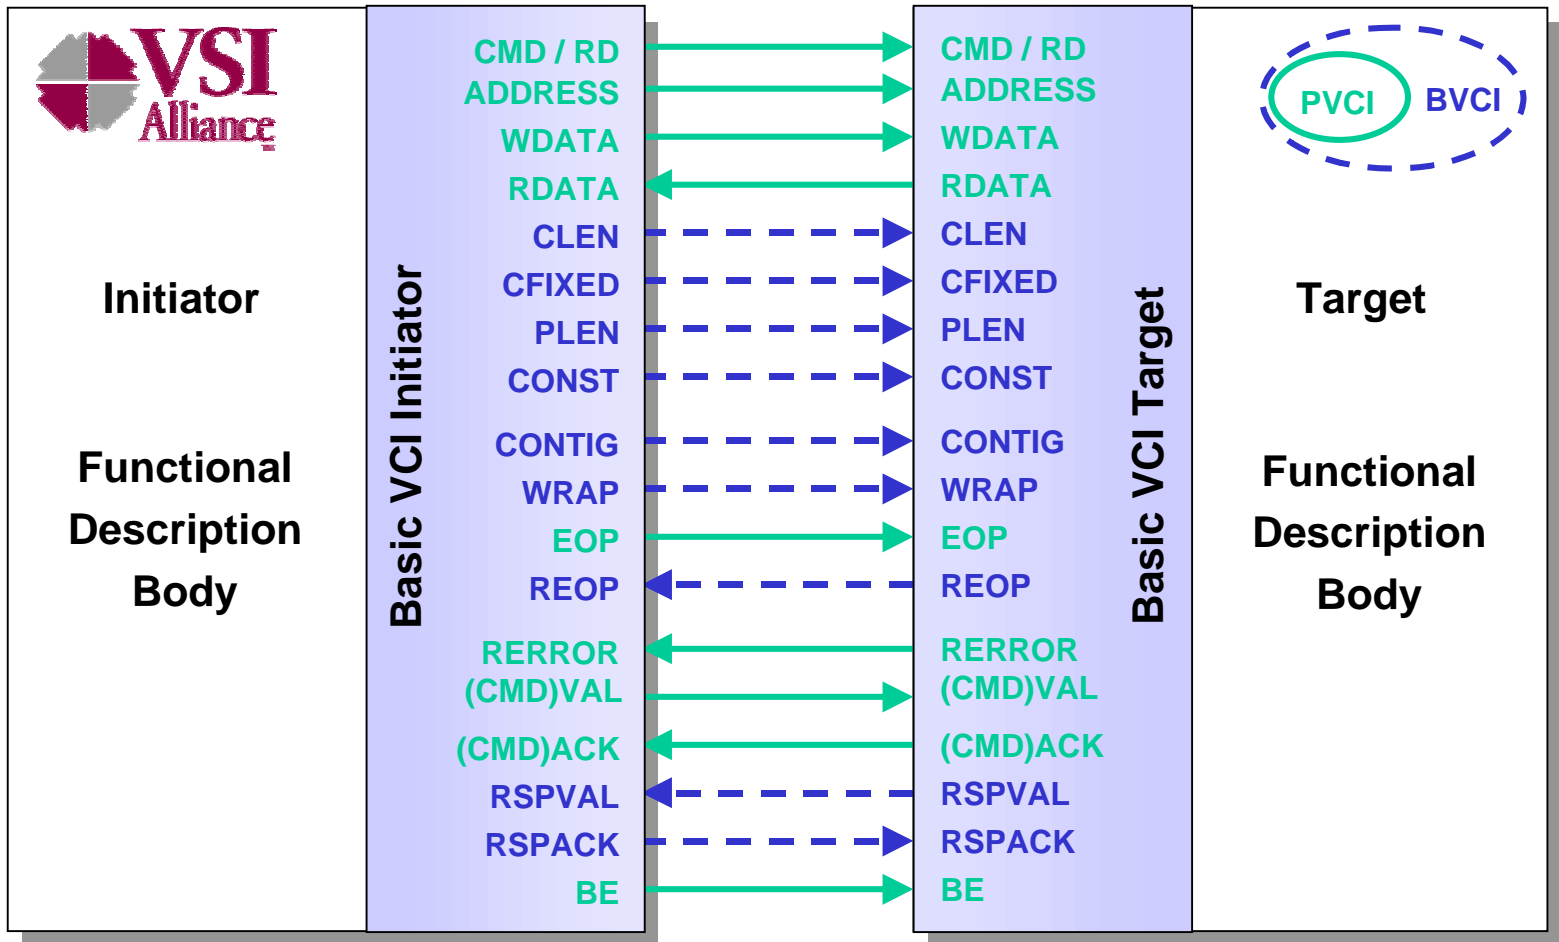 VSI
Alliance
Initiator
Functional
Description
Body
Basic VCI Initiator
CMD / RD
ADDRESS
WDATA
RDATA
CLEN
CFIXED
PLEN
CONST
CONTIG
WRAP
EOP
REOP
RERROR
(CMD)VAL
(CMD)ACK
RSPVAL
RSPACK
BE
CMD / RD
ADDRESS
WDATA
RDATA
CLEN
CFIXED
PLEN
CONST
CONTIG
WRAP
EOP
REOP
RERROR
(CMD)VAL
(CMD)ACK
RSPVAL
RSPACK
BE
Basic VCI Target
PVCI
BVCI
Target
Functional
Description
Body